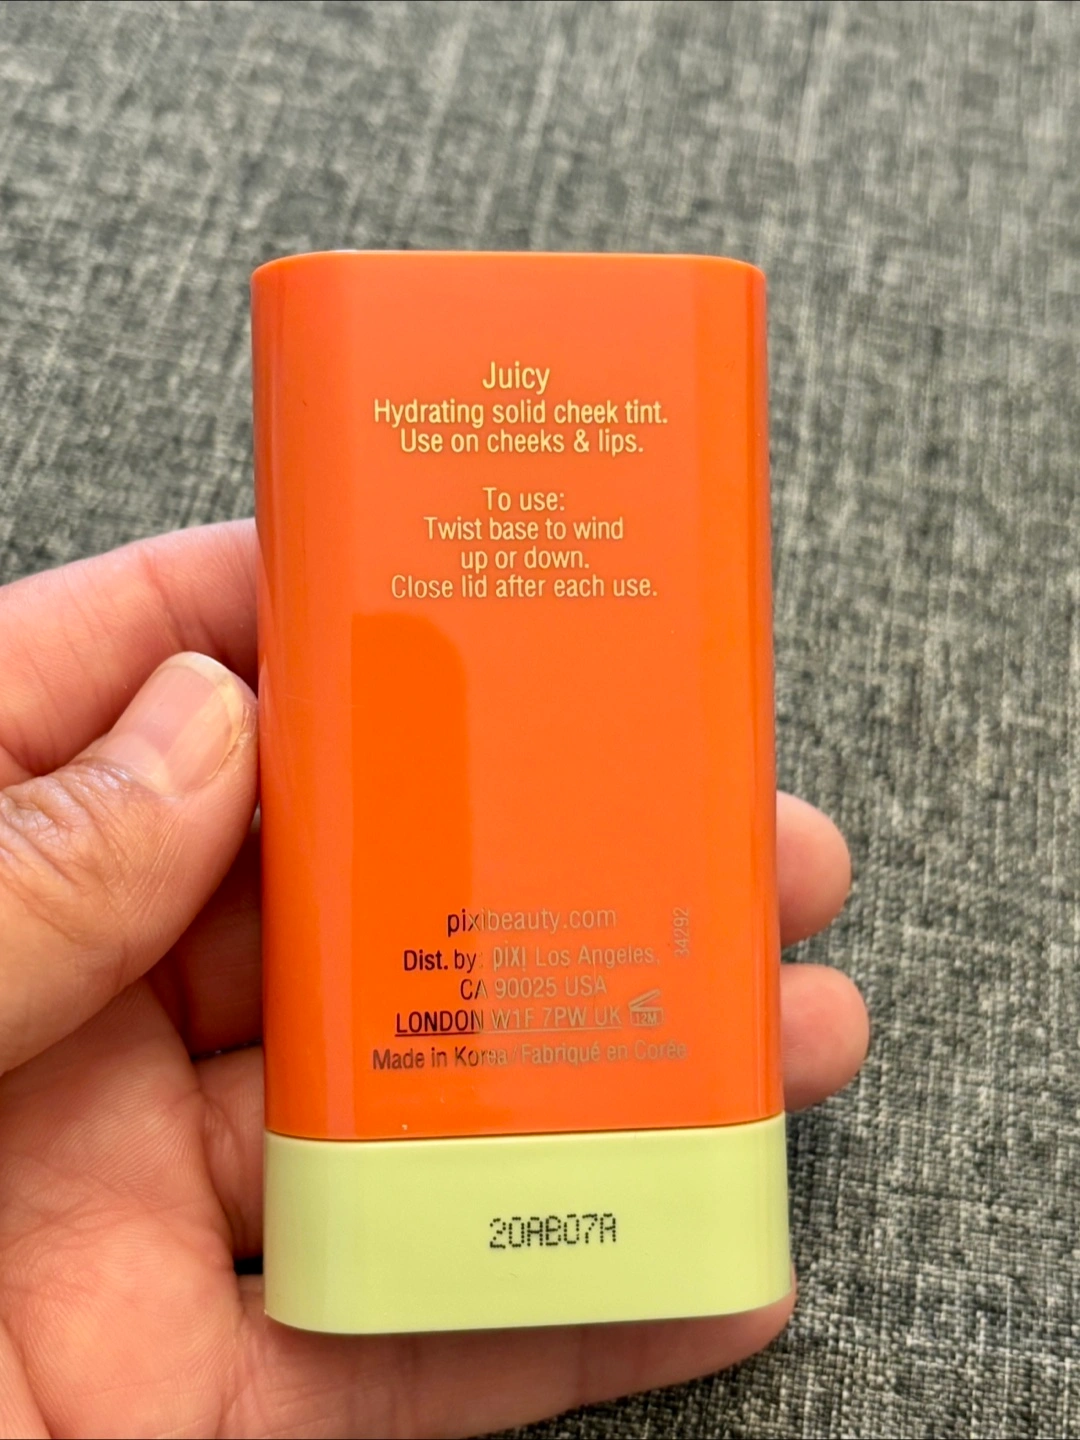 Juicy
Hydrating solid cheek tint.
Use on cheeks & lips.
To use:
Twist base to wind
up or down.
Close lid after each use.
pixibeauty.com
34292
Dist. by: pixi Los Angeles,
CA 90025 USA
LONDON W1F 7PW UK 12M
Made in Korea/Fabriqué en Corée
20AB07A